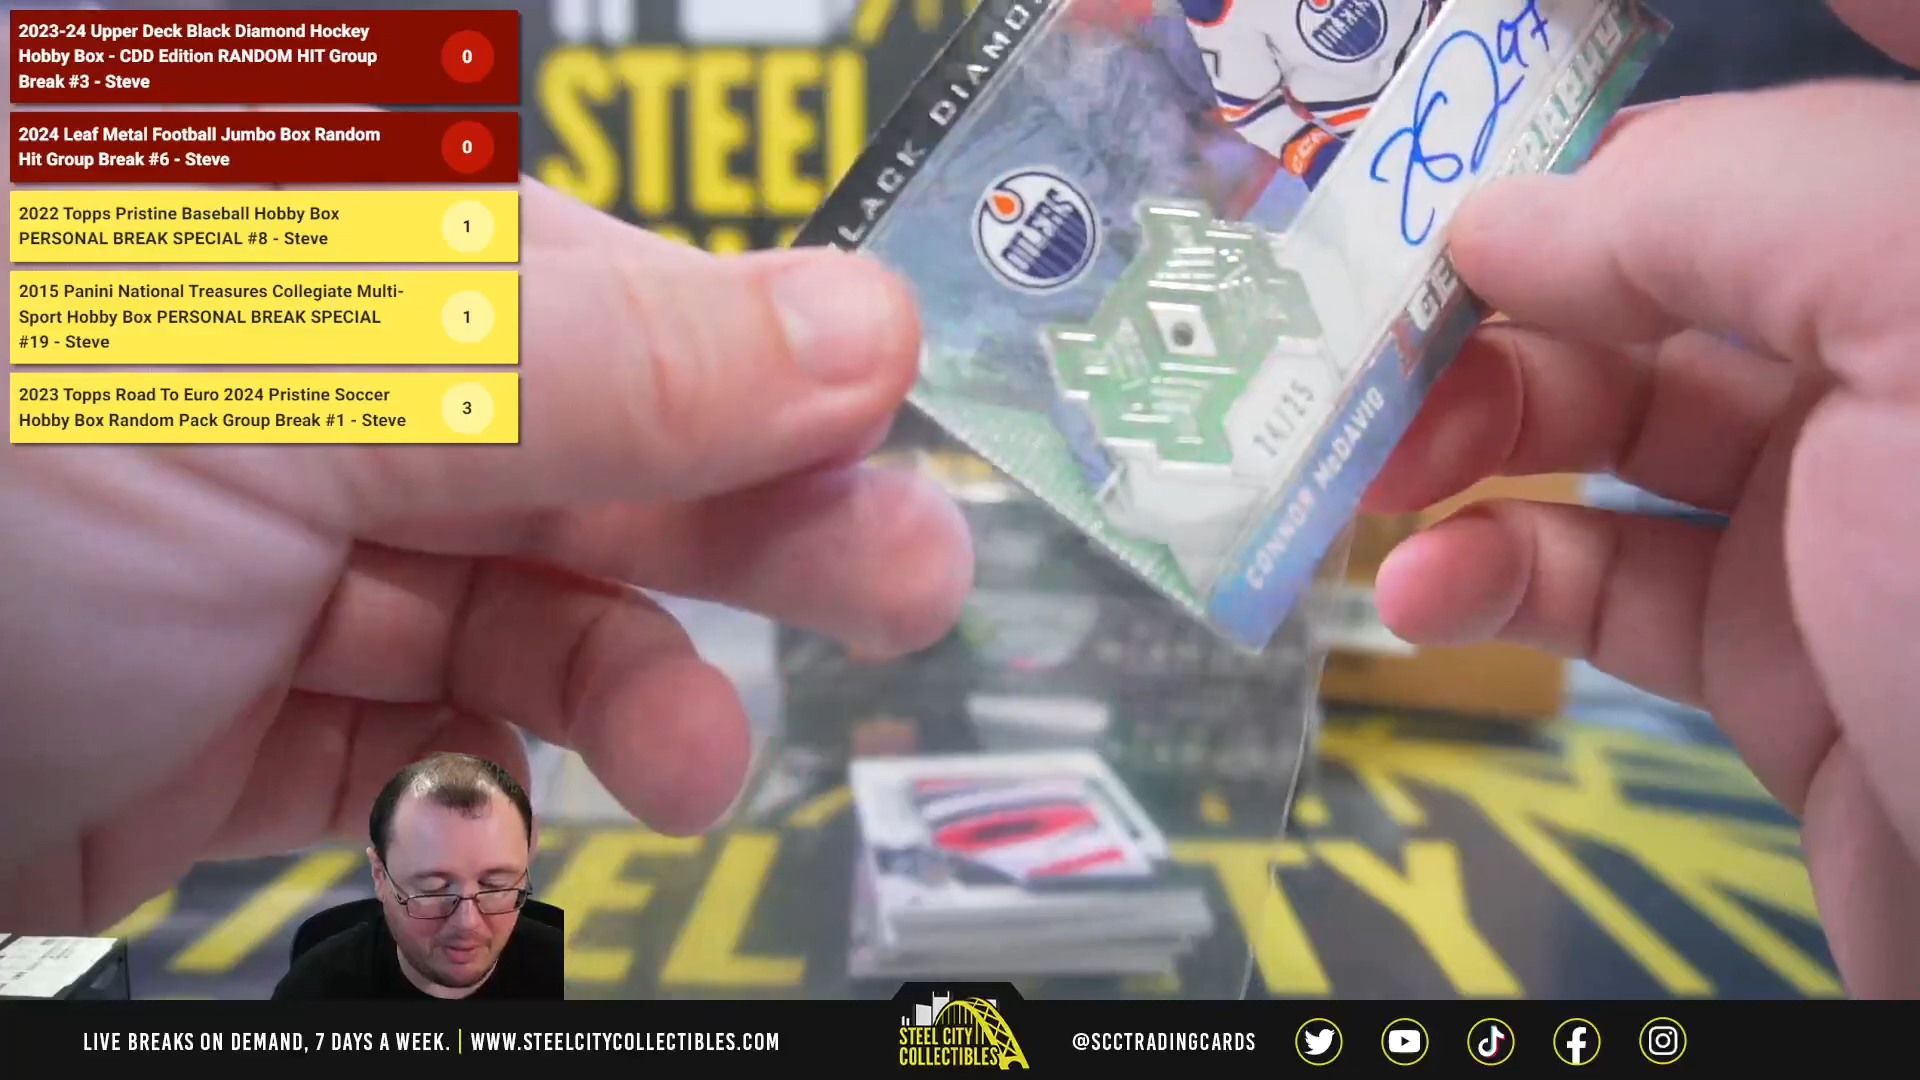 2023-24 Upper Deck Black Diamond Hockey
Hobby Box - CDD Edition RANDOM HIT Group
Break #3 - Steve
0
2024 Leaf Metal Football Jumbo Box Random
Hit Group Break #6 - Steve
0
2022 Topps Pristine Baseball Hobby Box
PERSONAL BREAK SPECIAL #8 - Steve
1
2015 Panini National Treasures Collegiate Multi-
Sport Hobby Box PERSONAL BREAK SPECIAL
#19 - Steve
1
2023 Topps Road To Euro 2024 Pristine Soccer
Hobby Box Random Pack Group Break #1 - Steve
3
STEEL
OILERS
97
CONNOR McDAVID
LIVE BREAKS ON DEMAND, 7 DAYS A WEEK. | WWW.STEELCITYCOLLECTIBLES.COM
STEEL CITY
COLLECTIBLES
@SCCTRADINGCARDS